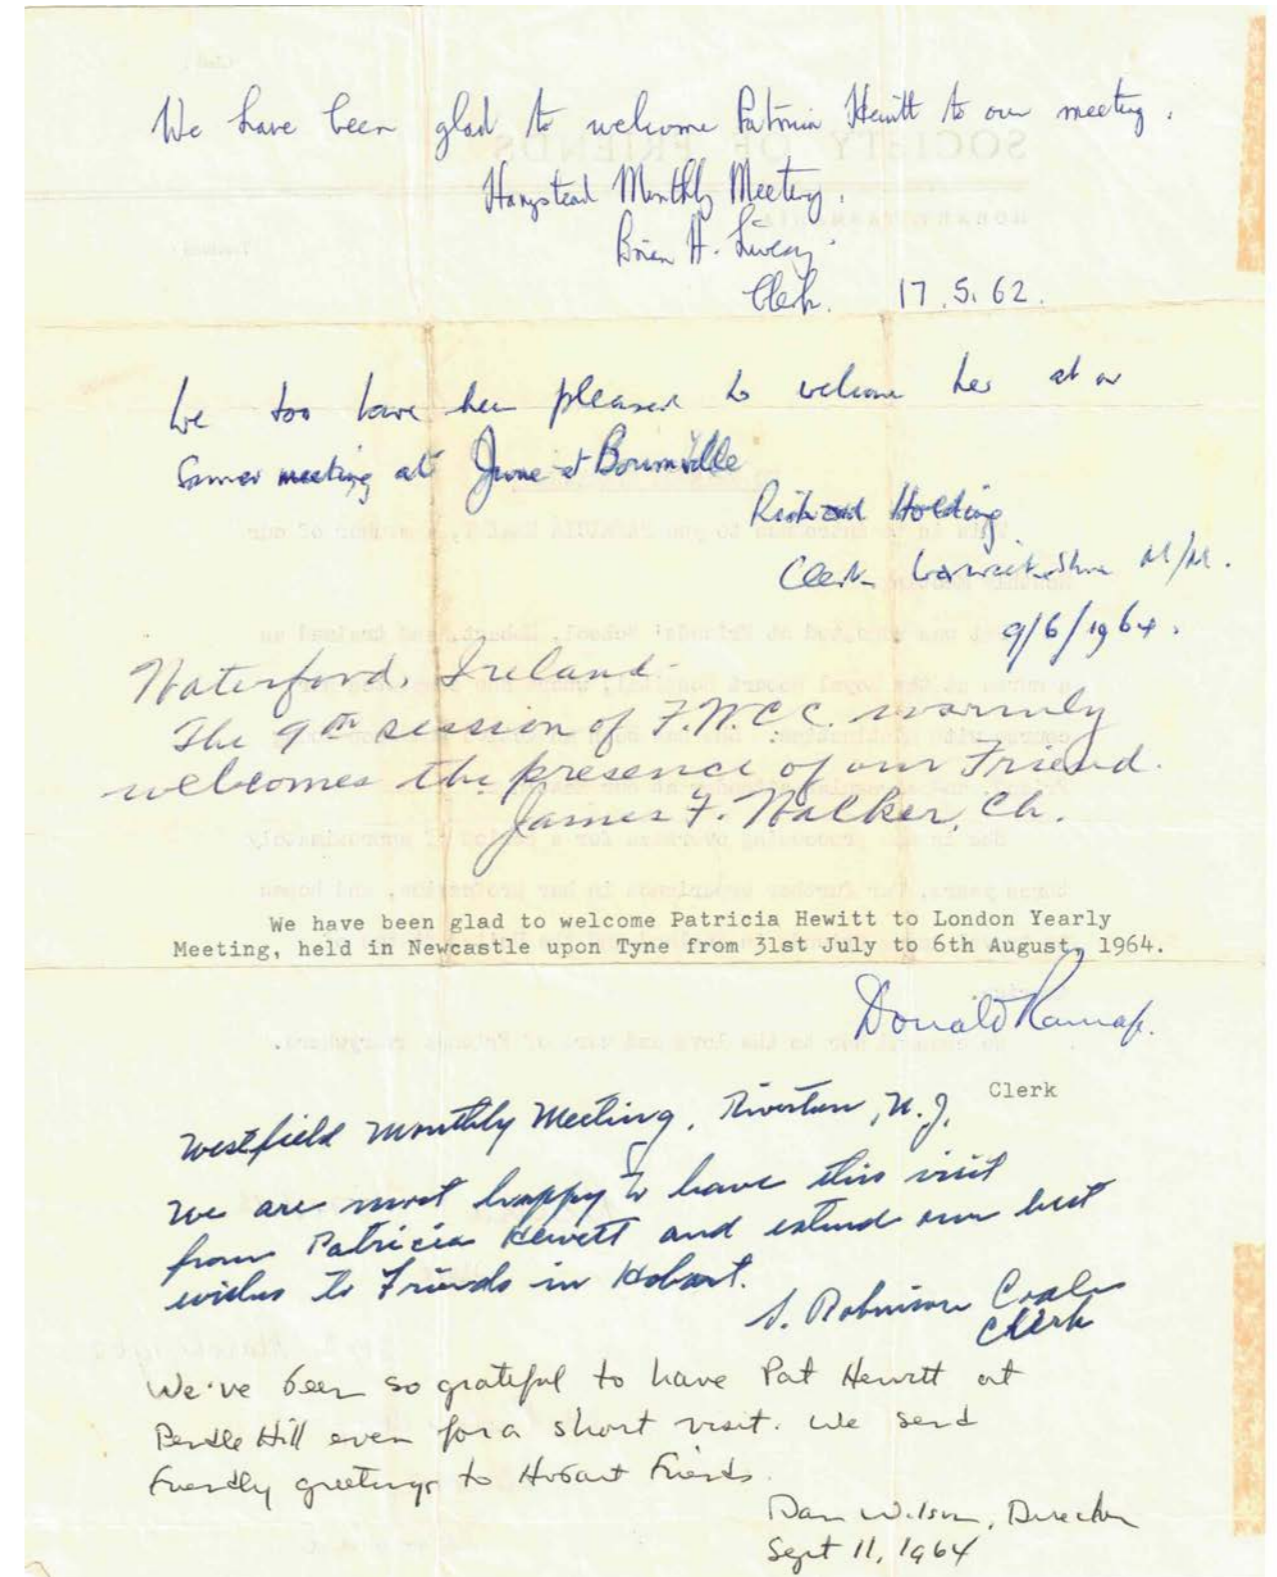 We have been glad to welcome Patricia Hewitt to our meeting.
Hampstead Monthly Meeting.
Brian H.
Clerk. 17.5.62.
We too have been pleased to welcome her at our
Summer meeting at June at Bournville
Richard Holding
Clerk Warwickshire M/M.
9/6/1964.
Waterford, Ireland.
The 9th session of F.W.C.C. warmly
welcomes the presence of our Friend.
James F. Walker, Ch.
We have been glad to welcome Patricia Hewitt to London Yearly
Meeting, held in Newcastle upon Tyne from 31st July to 6th August, 1964.
Donald
Clerk
Westfield Monthly Meeting, Riverton, N.J.
We are most happy to have this visit
from Patricia Hewett and extend our best
wishes to Friends in Hobart.
S. Robinson Coale
Clerk
We've been so grateful to have Pat Hewitt at
Pendle Hill even for a short visit. We send
Friendly greetings to Hobart Friends.
Dan Wilson, Director
Sept 11, 1964